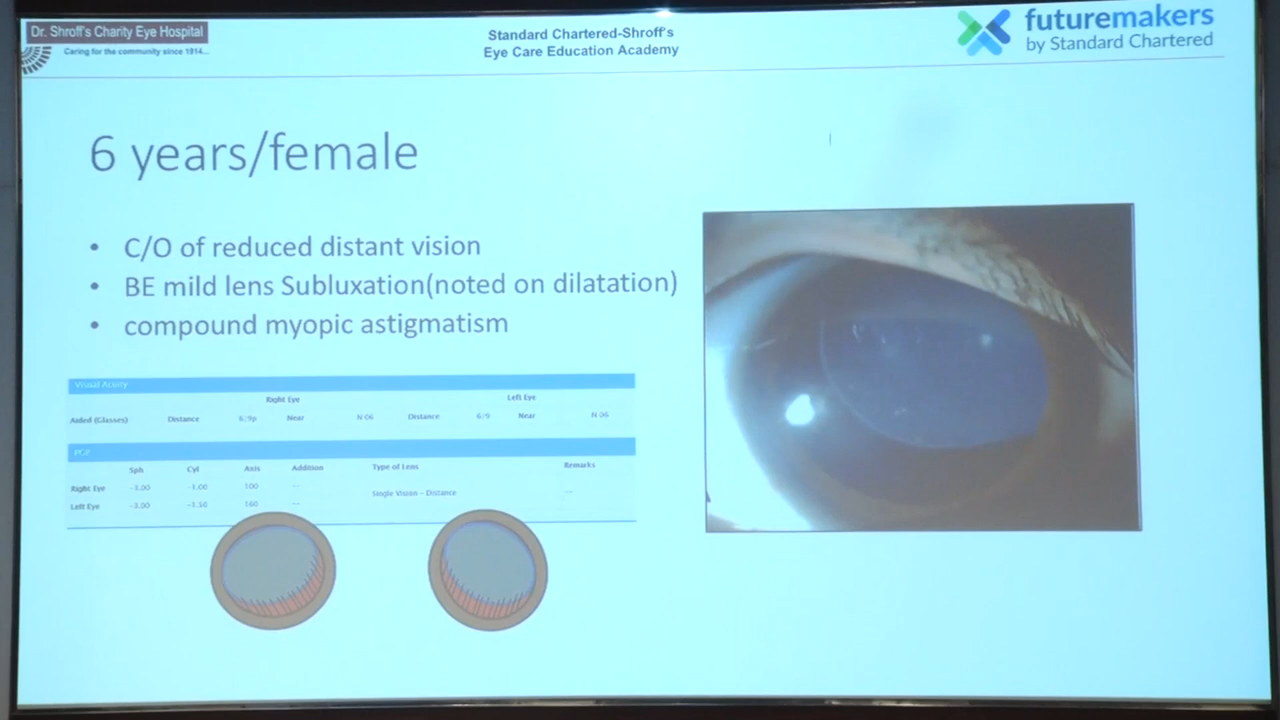 Dr. Shroff's Charity Eye Hospital
Caring for the community since 1914...
Standard Chartered-Shroff's
Eye Care Education Academy
futuremakers
by Standard Chartered
6 years/female
• C/O of reduced distant vision
• BE mild lens Subluxation(noted on dilatation)
• compound myopic astigmatism
Visual Acuity
Right Eye Left Eye
Aided (Glasses) Distance 6/9p Near N 06 Distance 6/9 Near N 06
PGP
Sph Cyl Axis Addition Type of Lens Remarks
Right Eye -1.00 100 ---
Single Vision - Distance ---
Left Eye -3.00 -1.50 160 ---